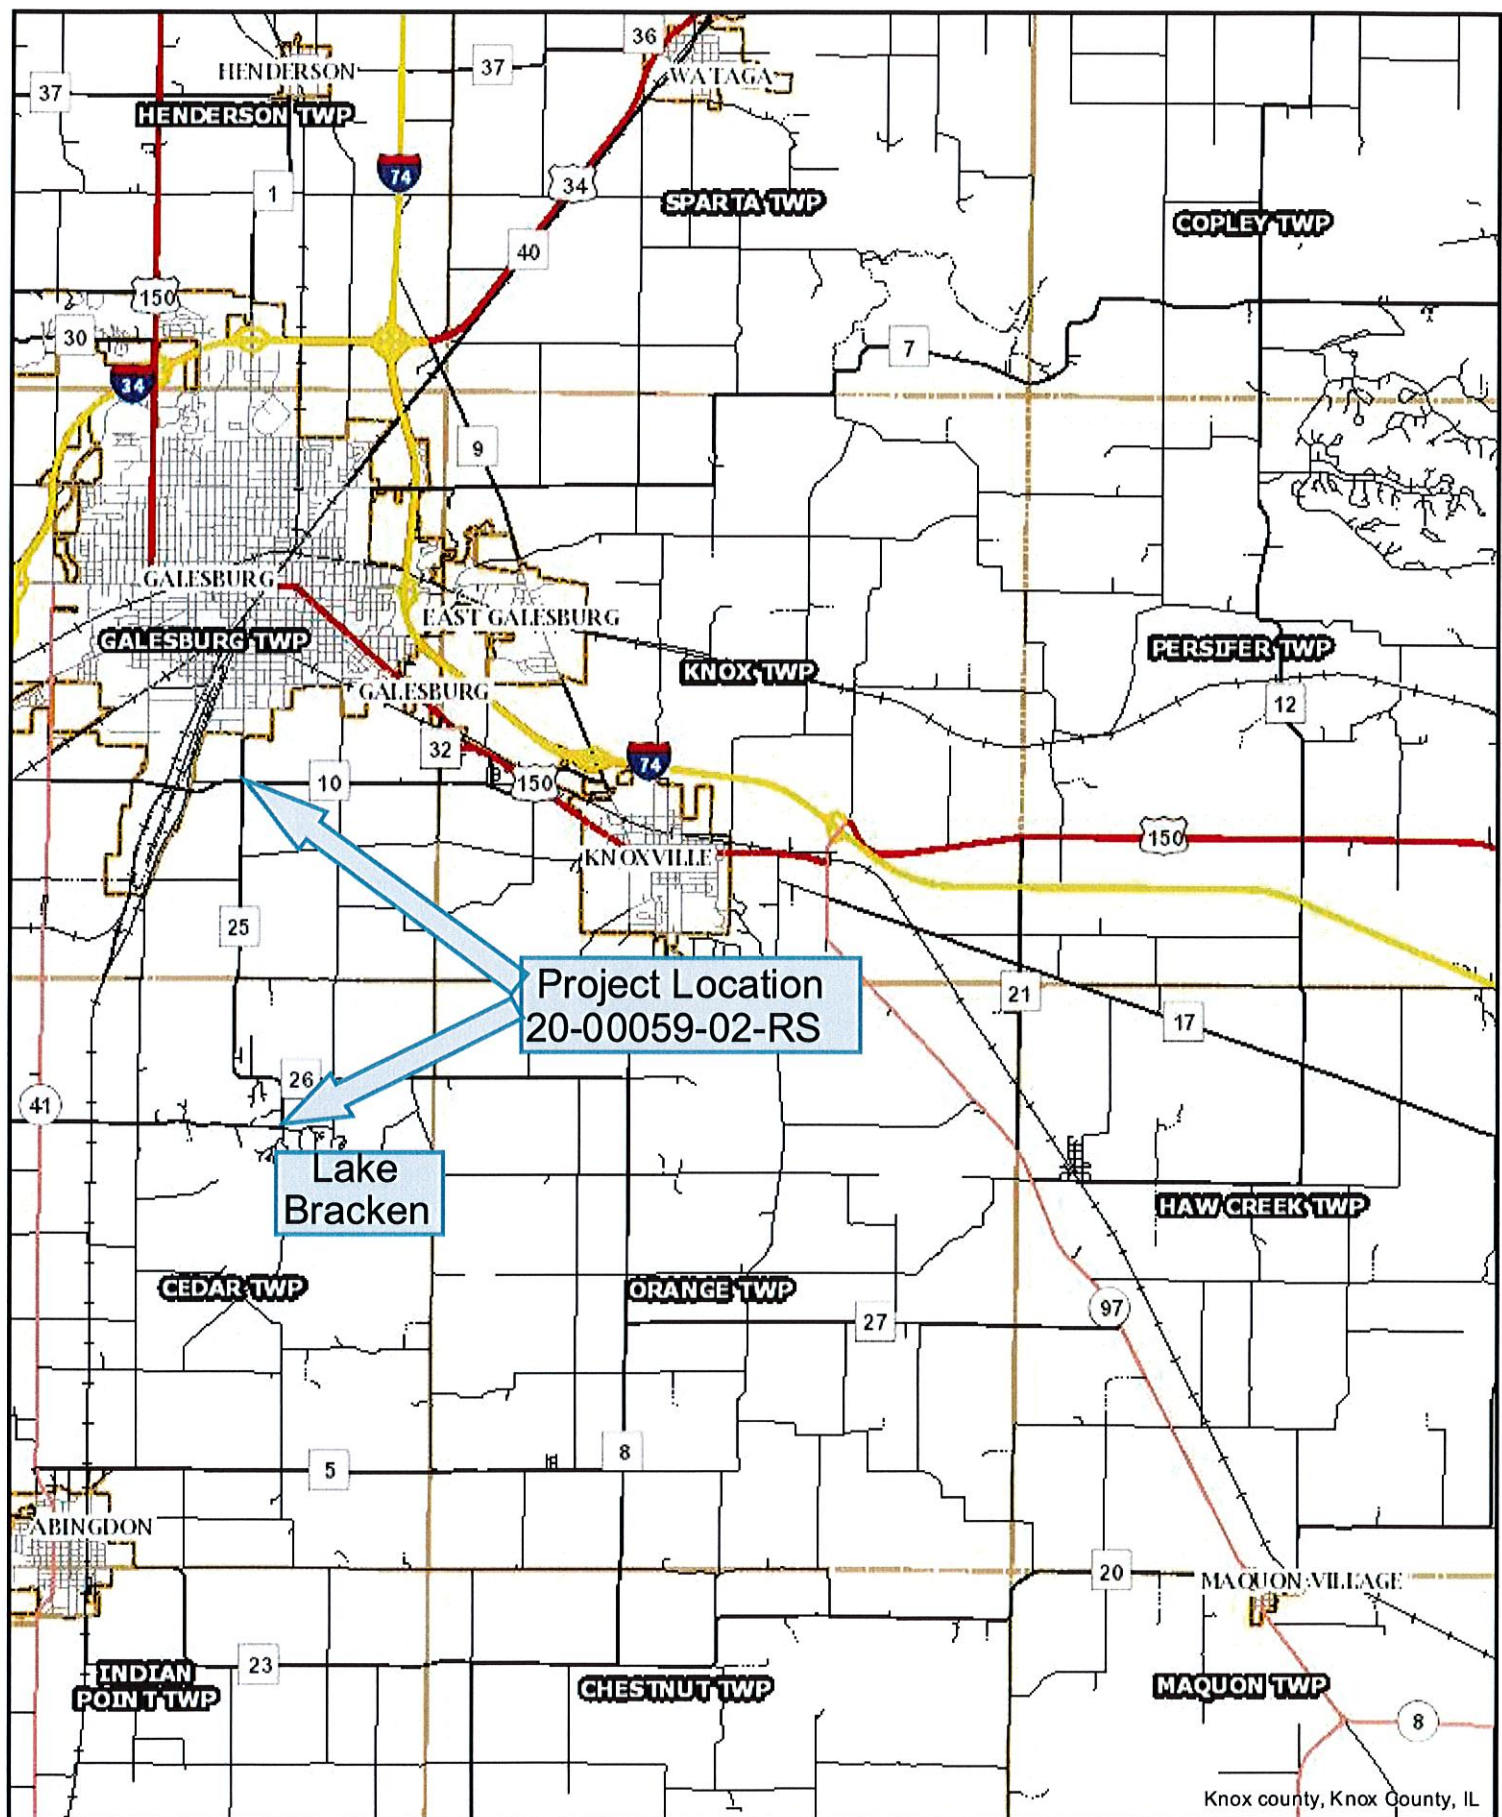 36
37
HENDERSON
WATAGA
37
HENDERSON TWP
74
34
1
SPARTA TWP
COPLEY TWP
40
150
30
7
34
9
GALESBURG
EAST GALESBURG
GALESBURG TWP
PERSIFER TWP
KNOX TWP
GALESBURG
12
32
74
10
150
150
KNOXVILLE
25
Project Location
20-00059-02-RS
21
17
26
41
Lake
Bracken
HAW CREEK TWP
CEDAR TWP
ORANGE TWP
97
27
8
5
ABINGDON
20
MAQUON VILLAGE
23
INDIAN
POINT TWP
CHESTNUT TWP
MAQUON TWP
8
Knox county, Knox County, IL